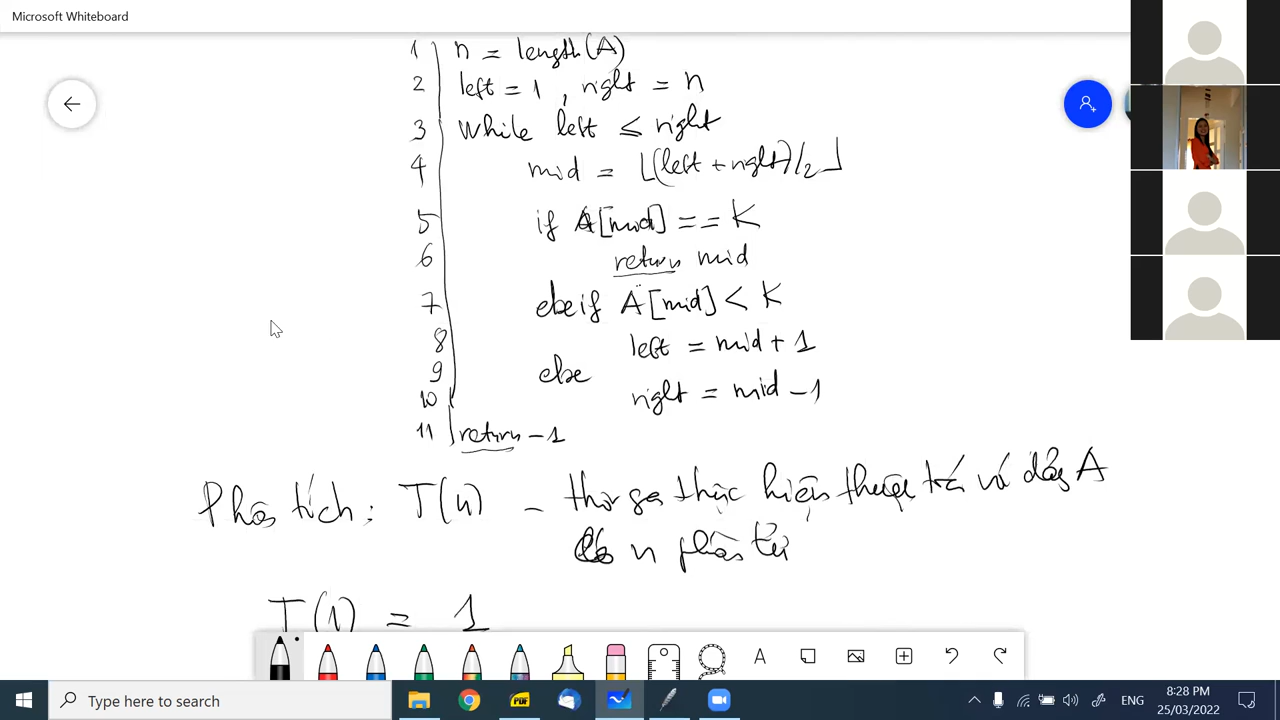 Microsoft Whiteboard
1 n = length(A)
2 left = 1, right = n
3 while left ≤ right
4 mid = ⌊(left + right)/2⌋
5 if A[mid] == K
6 return mid
7 elseif A[mid] < K
8 left = mid + 1
9 else
10 right = mid - 1
11 return -1
Phân tích: T(n) - thời gian thực hiện thuật toán với dãy A
n phần tử
T(1) = 1
Type here to search
PDF
ENG
8:28 PM
25/03/2022